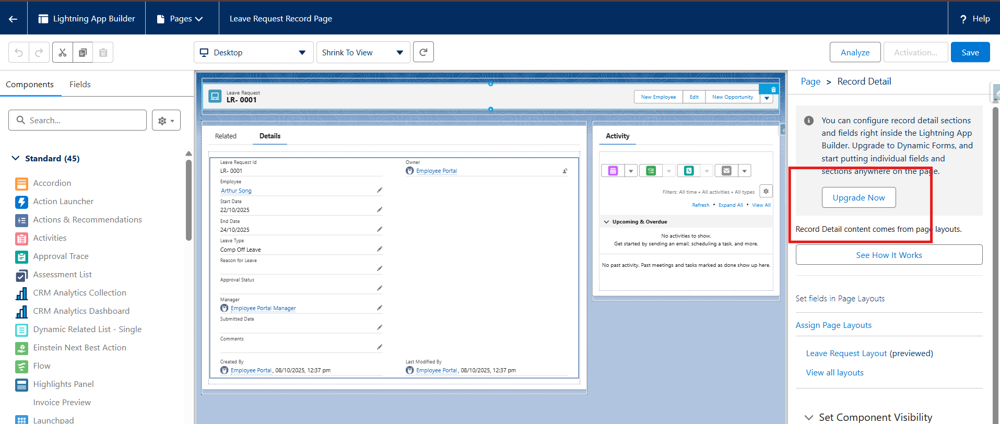 Lightning App Builder
Pages
Leave Request Record Page
? Help
Desktop
Shrink To View
Analyze
Activation...
Save
Components
Fields
Search...
Standard (45)
Accordion
Action Launcher
Actions & Recommendations
Activities
Approval Trace
Assessment List
CRM Analytics Collection
CRM Analytics Dashboard
Dynamic Related List - Single
Einstein Next Best Action
Flow
Highlights Panel
Invoice Preview
Launchpad
Leave Request
LR- 0001
New Employee
Edit
New Opportunity
Related
Details
Leave Request Id
LR- 0001
Owner
Employee Portal
Employee
Arthur Song
Start Date
22/10/2025
End Date
24/10/2025
Leave Type
Comp Off Leave
Reason for Leave
Approval Status
Manager
Employee Portal Manager
Submitted Date
Comments
Created By
Employee Portal, 08/10/2025, 12:37 pm
Last Modified By
Employee Portal, 08/10/2025, 12:37 pm
Activity
Filters: All time • All activities • All types
Refresh • Expand All • View All
Upcoming & Overdue
No activities to show.
Get started by sending an email, scheduling a task, and more.
No past activity. Past meetings and tasks marked as done show up here.
Page > Record Detail
You can configure record detail sections
and fields right inside the Lightning App
Builder. Upgrade to Dynamic Forms, and
start putting individual fields and
sections anywhere on the page.
Upgrade Now
Record Detail content comes from page layouts.
See How It Works
Set fields in Page Layouts
Assign Page Layouts
Leave Request Layout (previewed)
View all layouts
Set Component Visibility